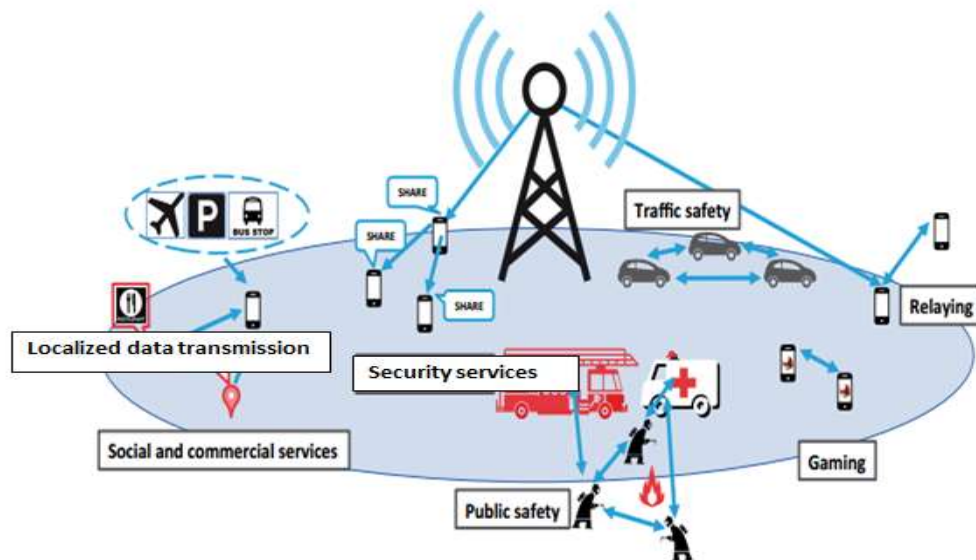 SHARE
SHARE
SHARE
P
BUS STOP
Traffic safety
Relaying
Localized data transmission
Security services
Social and commercial services
Gaming
Public safety